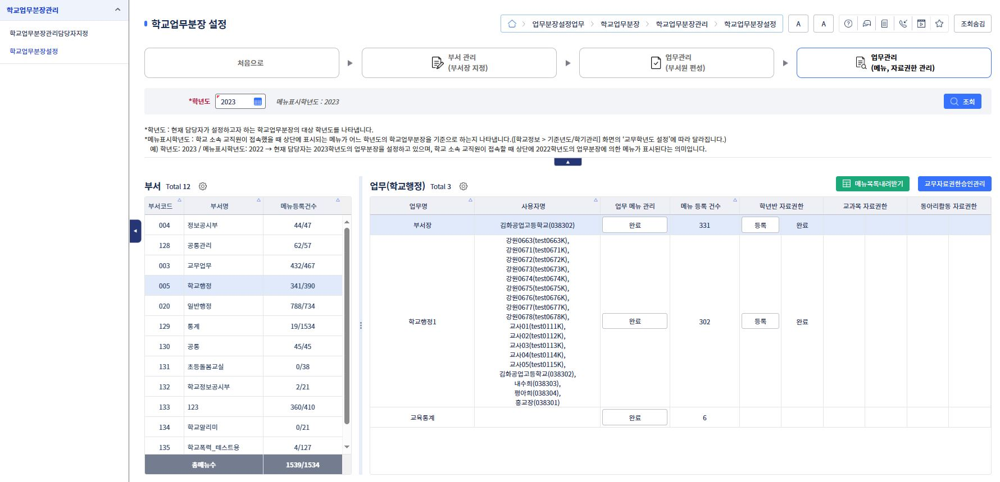 학교업무분장관리
학교업무분장관리담당자지정
학교업무분장설정
학교업무분장 설정
업무분장설정업무 > 학교업무분장 > 학교업무분장관리 > 학교업무분장설정
A A
조회숨김
처음으로
부서 관리
(부서장 지정)
업무관리
(부서원 편성)
업무관리
(메뉴, 자료권한 관리)
*학년도 2023 메뉴표시학년도 : 2023
조회
*학년도 : 현재 담당자가 설정하고자 하는 학교업무분장의 대상 학년도를 나타냅니다.
*메뉴표시학년도 : 학교 소속 교직원이 접속했을 때 상단에 표시되는 메뉴가 어느 학년도의 학교업무분장을 기준으로 하는지 나타냅니다.([학교정보 > 기준년도/학기관리] 화면의 ‘교무학년도 설정’에 따라 달라집니다.)
예) 학년도: 2023 / 메뉴표시학년도: 2022 → 현재 담당자는 2023학년도의 업무분장을 설정하고 있으며, 학교 소속 교직원이 접속할 때 상단에 2022학년도의 업무분장에 의한 메뉴가 표시된다는 의미입니다.
부서 Total 12
부서코드 부서명 메뉴등록건수
004 정보공시부 44/47
128 공통관리 62/57
003 교무업무 432/467
005 학교행정 341/390
020 일반행정 788/734
129 통계 19/1534
130 공통 45/45
131 초등돌봄교실 0/38
132 학교정보공시부 2/21
133 123 360/410
134 학교알리미 0/21
135 학교폭력_테스트용 4/127
총메뉴수 1539/1534
업무(학교행정) Total 3
메뉴목록내려받기
교무자료권한승인관리
업무명 사용자명 업무 메뉴 관리 메뉴 등록 건수 학년반 자료권한 교과목 자료권한 동아리활동 자료권한
부서장 김화공업고등학교(038302) 완료 331 등록 완료
강원0663(test0663K),
강원0671(test0671K),
강원0672(test0672K),
강원0673(test0673K),
강원0674(test0674K),
강원0675(test0675K),
강원0676(test0676K),
강원0677(test0677K),
강원0678(test0678K),
학교행정1 교사01(test0111K), 완료 302 등록 완료
교사02(test0112K),
교사03(test0113K),
교사04(test0114K),
교사05(test0115K),
김화공업고등학교(038302),
내수희(038303),
평아희(038304),
홍교장(038301)
교육통계 완료 6